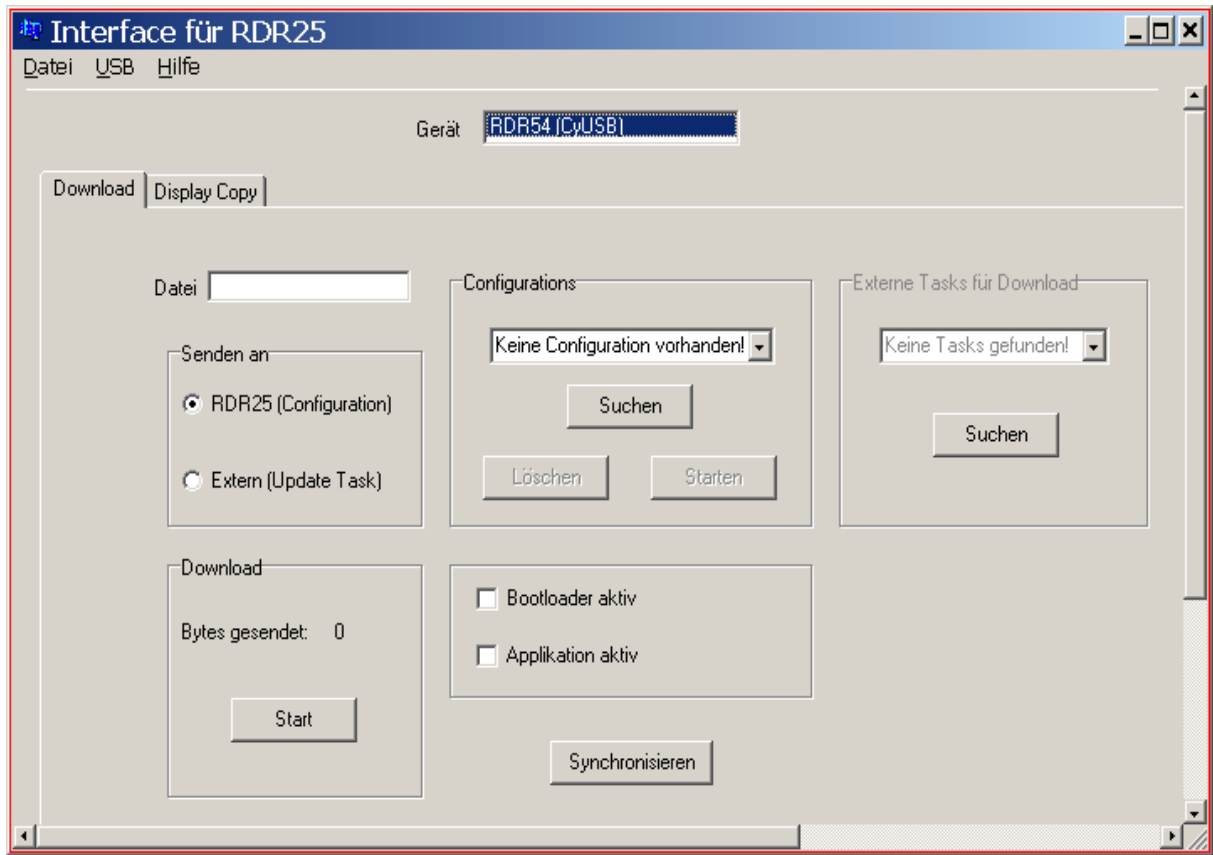 Interface für RDR25
Datei USB Hilfe
Gerät RDR54 (CyUSB)
Download Display Copy
Datei
Configurations
Externe Tasks für Download
Keine Configuration vorhanden!
Keine Tasks gefunden!
Senden an
RDR25 (Configuration)
Suchen
Suchen
Extern (Update Task)
Löschen Starten
Download
Bootloader aktiv
Bytes gesendet: 0
Applikation aktiv
Start
Synchronisieren